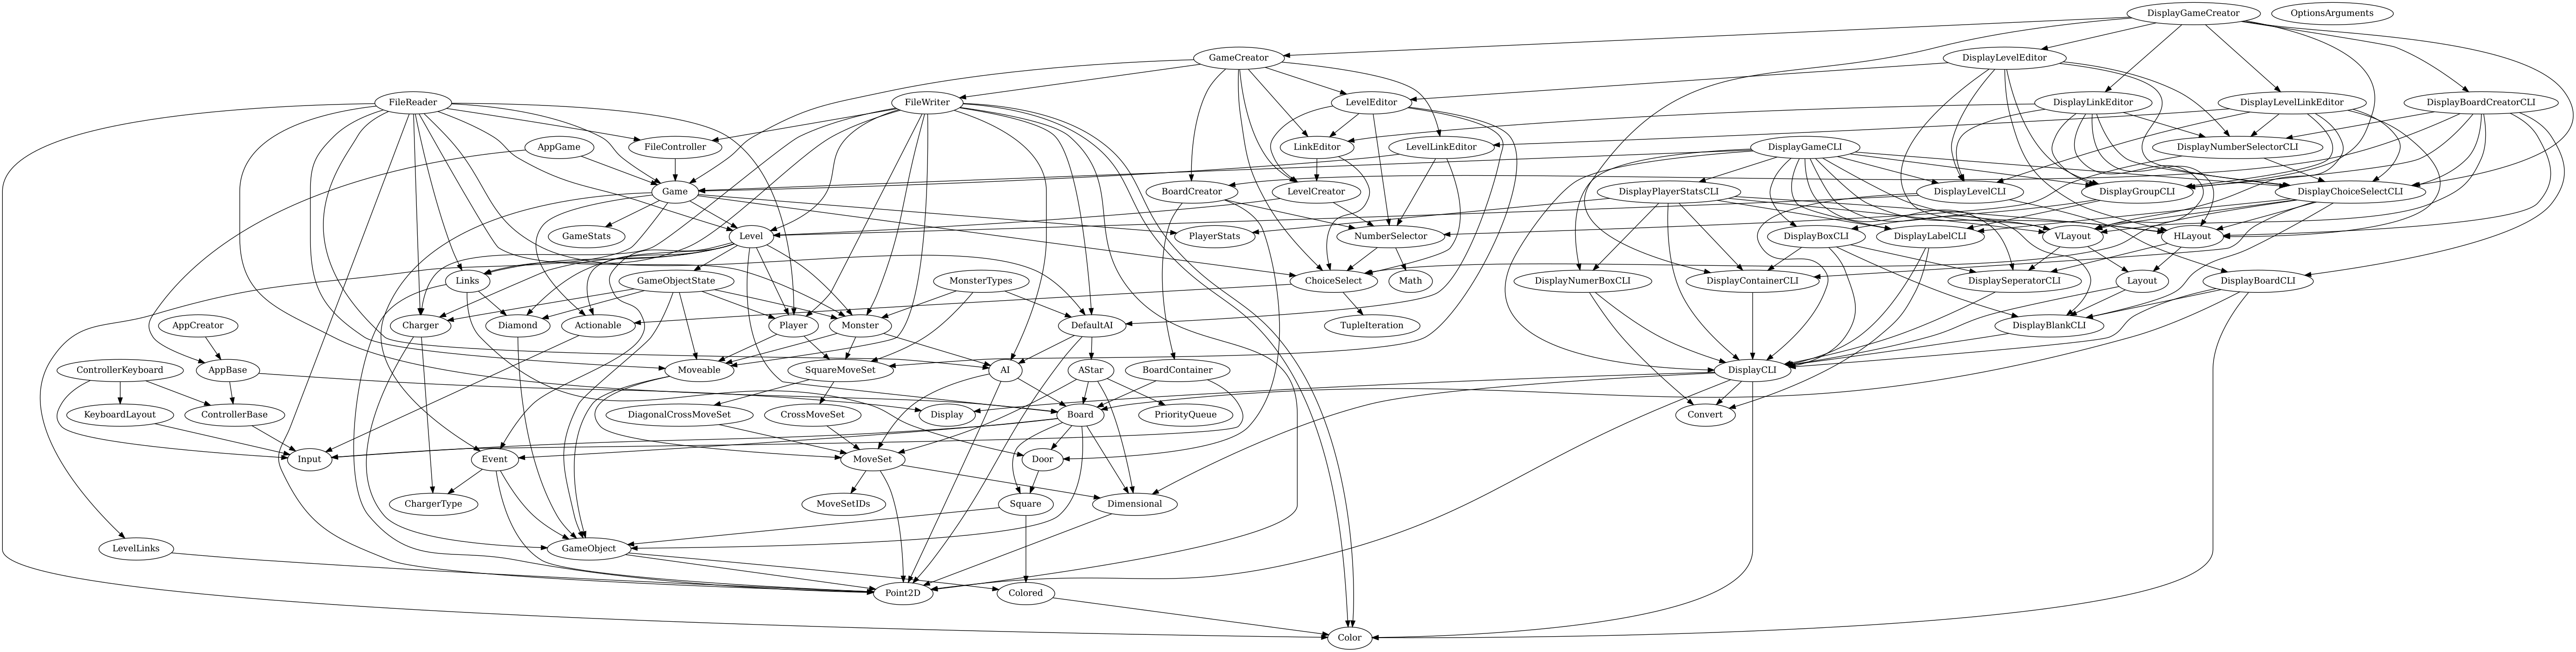 DisplayGameCreator
OptionsArguments
GameCreator
DisplayLevelEditor
FileReader
FileWriter
LevelEditor
DisplayLinkEditor
DisplayLevelLinkEditor
DisplayBoardCreatorCLI
AppGame
FileController
LinkEditor
LevelLinkEditor
DisplayGameCLI
DisplayNumberSelectorCLI
Game
BoardCreator
LevelCreator
DisplayPlayerStatsCLI
DisplayLevelCLI
DisplayGroupCLI
DisplayChoiceSelectCLI
GameStats
Level
PlayerStats
NumberSelector
DisplayBoxCLI
DisplayLabelCLI
VLayout
HLayout
Links
GameObjectState
MonsterTypes
ChoiceSelect
Math
DisplayNumerBoxCLI
DisplayContainerCLI
DisplaySeperatorCLI
Layout
DisplayBoardCLI
AppCreator
Charger
Diamond
Actionable
Player
Monster
DefaultAI
TupleIteration
DisplayBlankCLI
ControllerKeyboard
AppBase
Moveable
SquareMoveSet
AI
AStar
BoardContainer
DisplayCLI
KeyboardLayout
ControllerBase
DiagonalCrossMoveSet
CrossMoveSet
Display
Board
PriorityQueue
Convert
Input
Event
MoveSet
Door
ChargerType
MoveSetIDs
Square
Dimensional
LevelLinks
GameObject
Point2D
Colored
Color